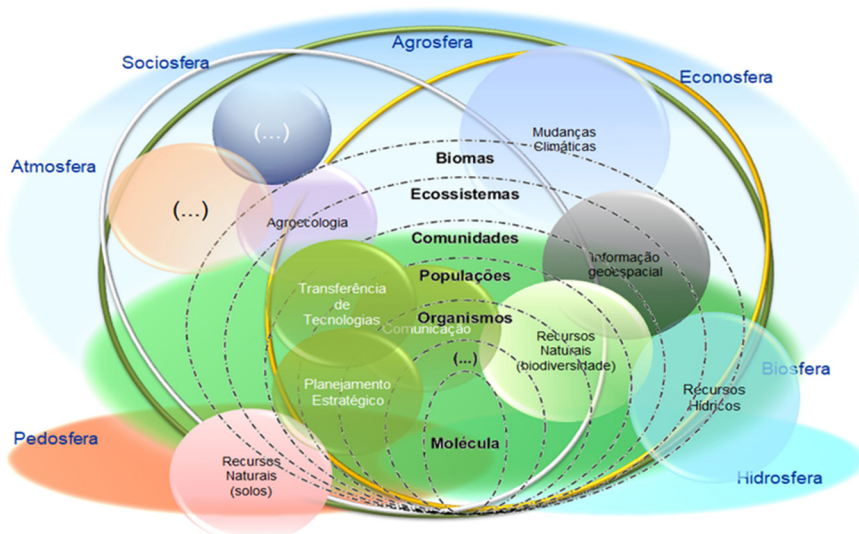 Agrosfera
Sociosfera
Econosfera
Atmosfera
(...)
Mudanças
Climáticas
Biomas
Ecossistemas
(...)
Agroecologia
Comunidades
Informação
geoespacial
Populações
Transferência
de
Tecnologias
Organismos
Comunicação
Recursos
Naturais
(biodiversidade)
(...)
Biosfera
Planejamento
Estratégico
Recursos
Hídricos
Pedosfera
Molécula
Recursos
Naturais
(solos)
Hidrosfera